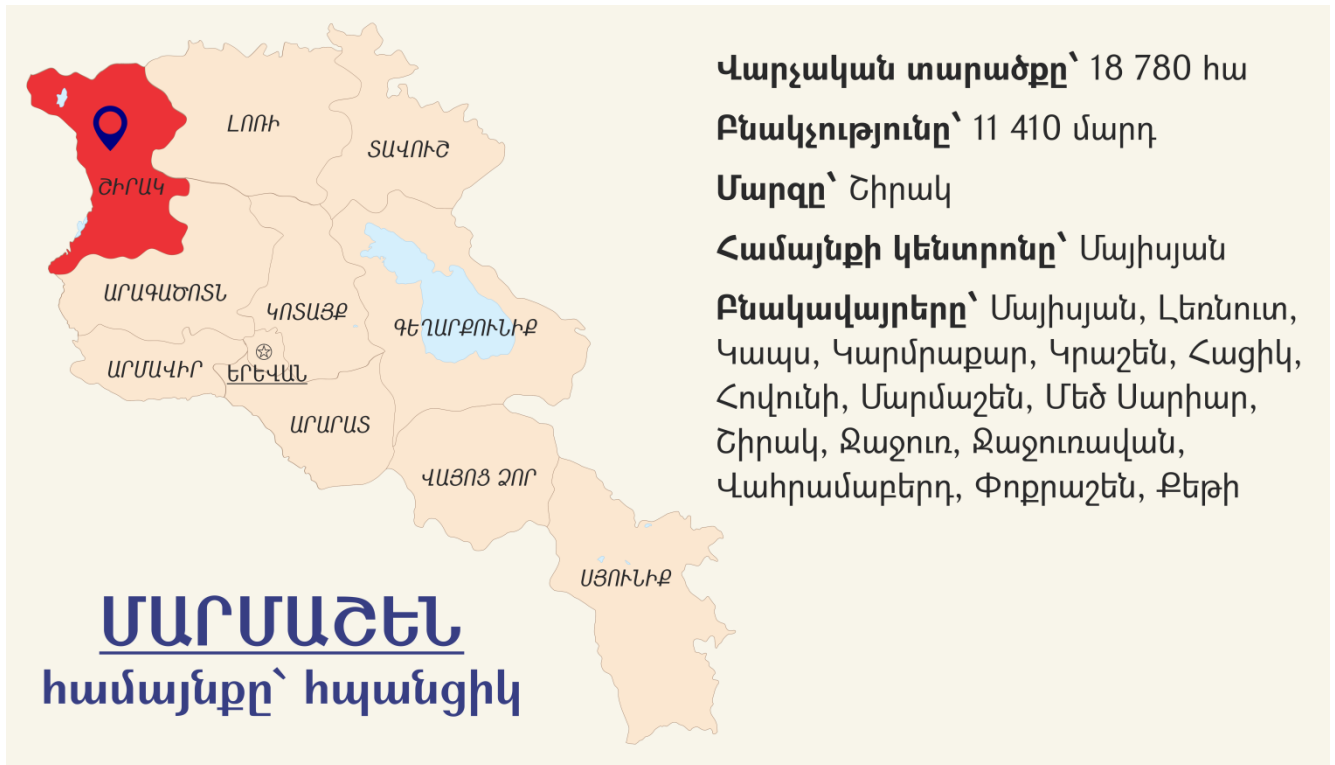 ԼՈՌԻ
ՏԱՎՈՒՇ
ՇԻՐԱԿ
ԱՐԱԳԱԾՈՏՆ
ԿՈՏԱՅՔ
ԳԵՂԱՐՔՈՒՆԻՔ
ԱՐՄԱՎԻՐ
ԵՐԵՎԱՆ
ԱՐԱՐԱՏ
ՎԱՅՈՑ ՁՈՐ
ՍՅՈՒՆԻՔ
ՄԱՐՄԱՇԵՆ
համայնքը՝ հպանցիկ
Վարչական տարածքը՝ 18 780 հա
Բնակչությունը՝ 11 410 մարդ
Մարզը՝ Շիրակ
Համայնքի կենտրոնը՝ Մայիսյան
Բնակավայրերը՝ Մայիսյան, Լեռնուտ,
Կապս, Կարմրաքար, Կրաշեն, Հացիկ,
Հովունի, Մարմաշեն, Մեծ Սարիար,
Շիրակ, Ջաջուռ, Ջաջուռավան,
Վահրամաբերդ, Փոքրաշեն, Քեթի